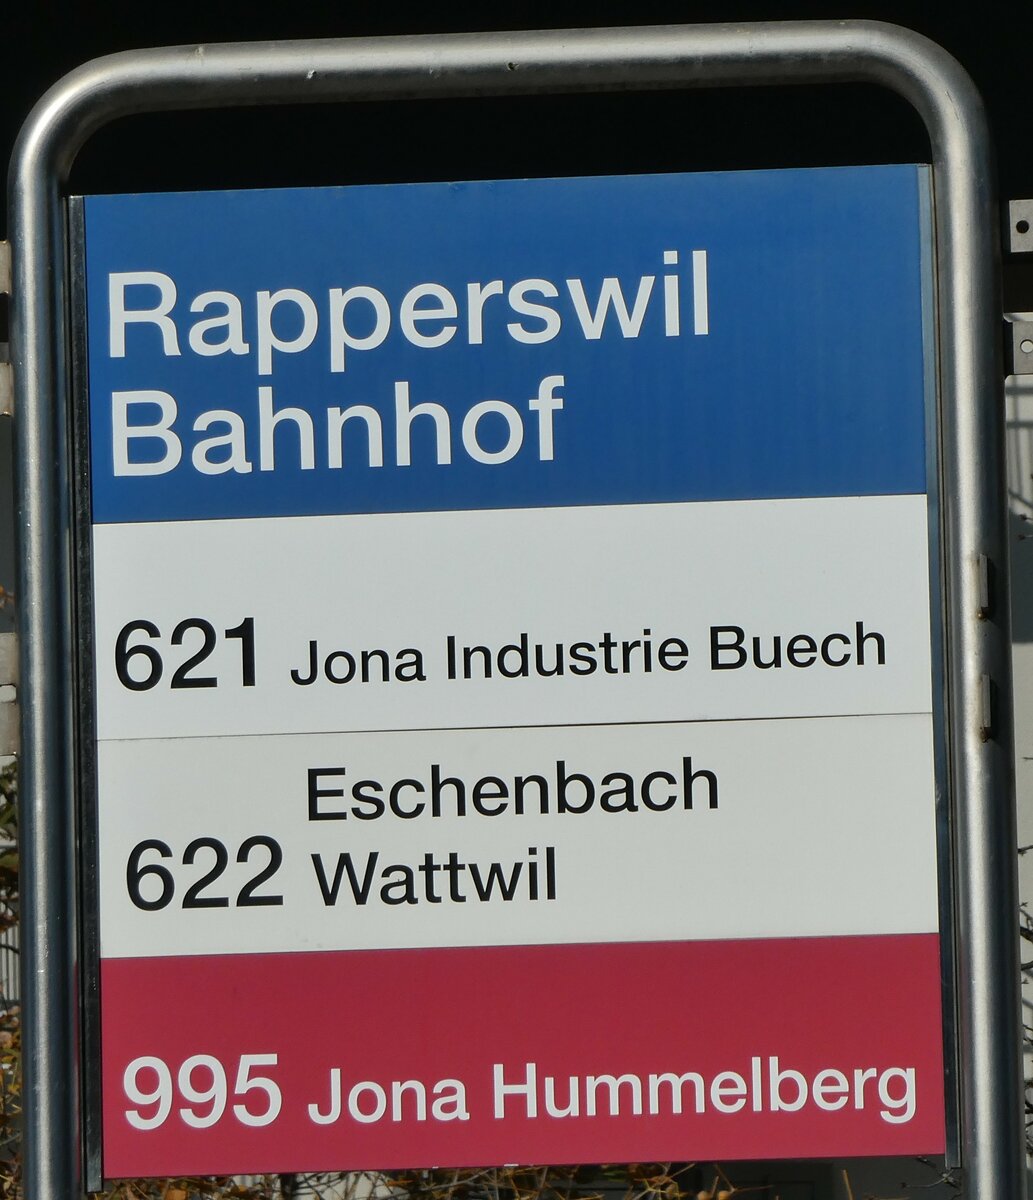 Rapperswil
Bahnhof
621 Jona Industrie Buech
Eschenbach
622 Wattwil
995 Jona Hummelberg